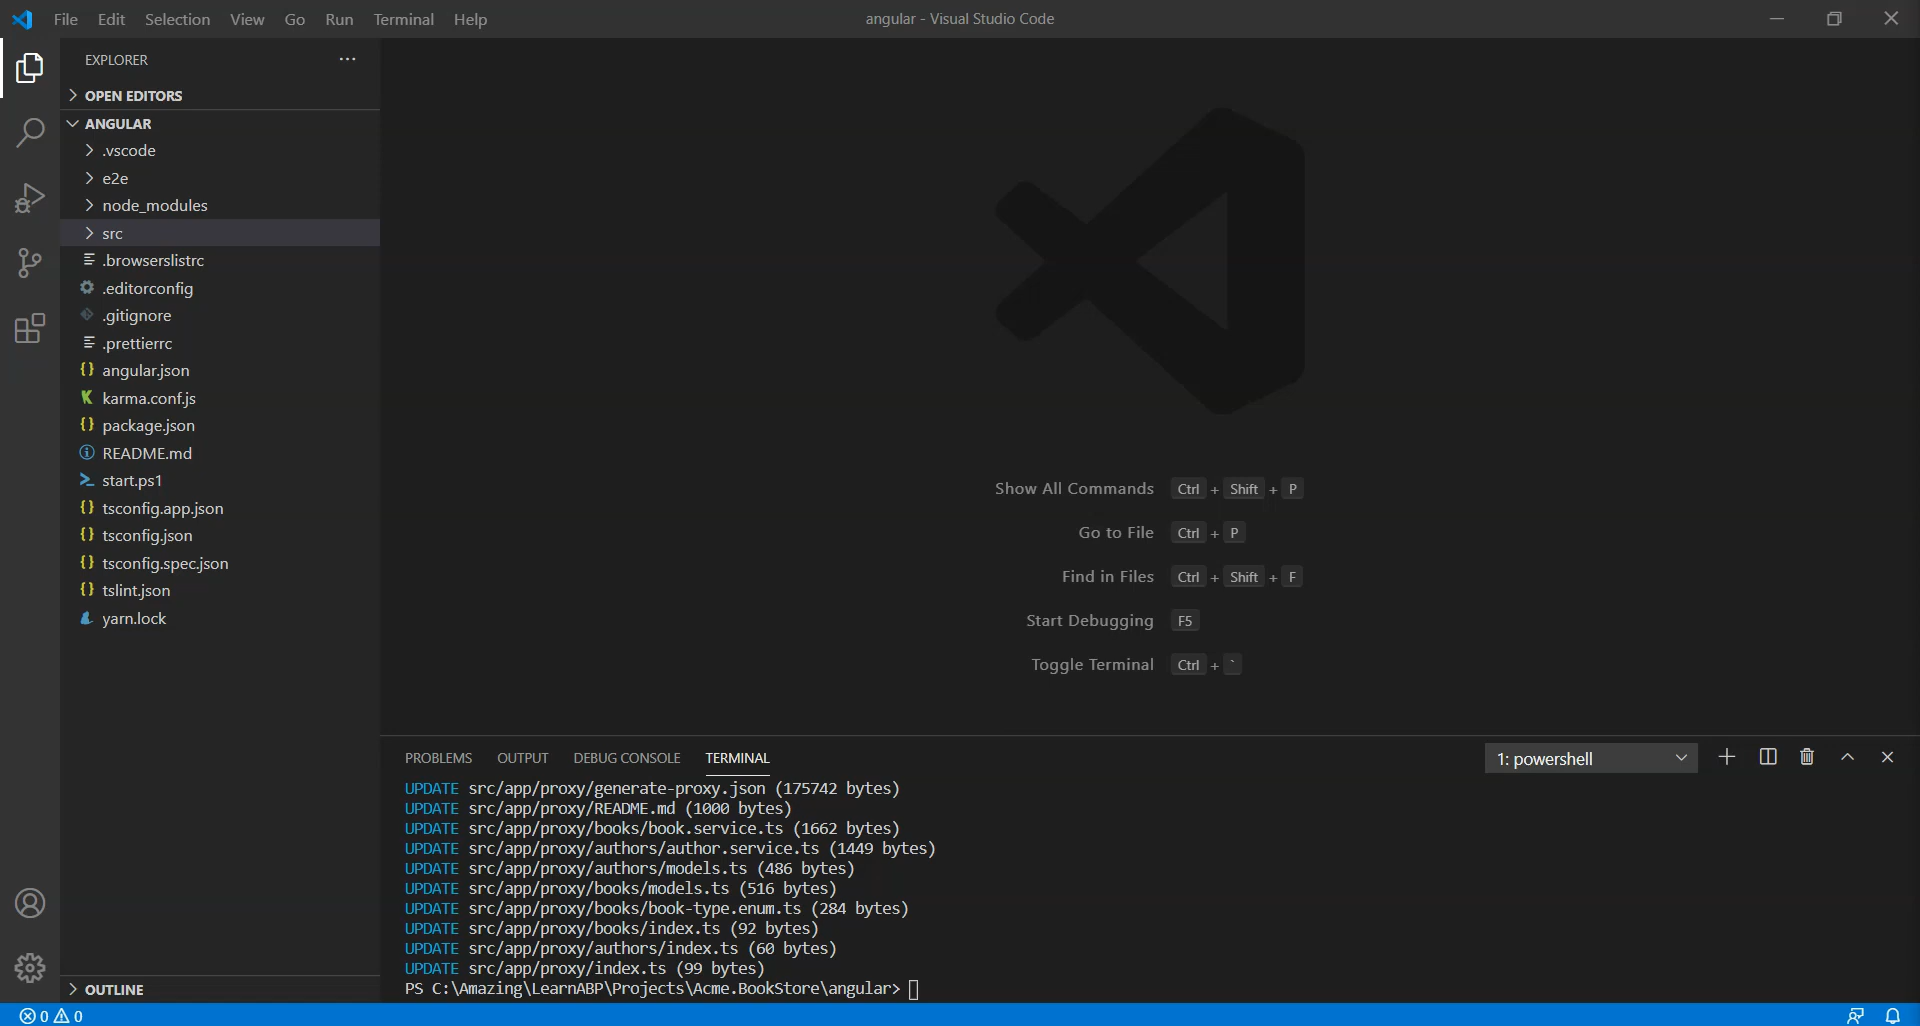 File Edit Selection View Go Run Terminal Help
angular - Visual Studio Code
EXPLORER
OPEN EDITORS
ANGULAR
.vscode
e2e
node_modules
src
.browserslistrc
.editorconfig
.gitignore
.prettierrc
angular.json
karma.conf.js
package.json
README.md
start.ps1
tsconfig.app.json
tsconfig.json
tsconfig.spec.json
tslint.json
yarn.lock
OUTLINE
Show All Commands Ctrl + Shift + P
Go to File Ctrl + P
Find in Files Ctrl + Shift + F
Start Debugging F5
Toggle Terminal Ctrl + `
PROBLEMS OUTPUT DEBUG CONSOLE TERMINAL
1: powershell
UPDATE src/app/proxy/generate-proxy.json (175742 bytes)
UPDATE src/app/proxy/README.md (1000 bytes)
UPDATE src/app/proxy/books/book.service.ts (1662 bytes)
UPDATE src/app/proxy/authors/author.service.ts (1449 bytes)
UPDATE src/app/proxy/authors/models.ts (486 bytes)
UPDATE src/app/proxy/books/models.ts (516 bytes)
UPDATE src/app/proxy/books/book-type.enum.ts (284 bytes)
UPDATE src/app/proxy/books/index.ts (92 bytes)
UPDATE src/app/proxy/authors/index.ts (60 bytes)
UPDATE src/app/proxy/index.ts (99 bytes)
PS C:\Amazing\LearnABP\Projects\Acme.BookStore\angular>
0 0